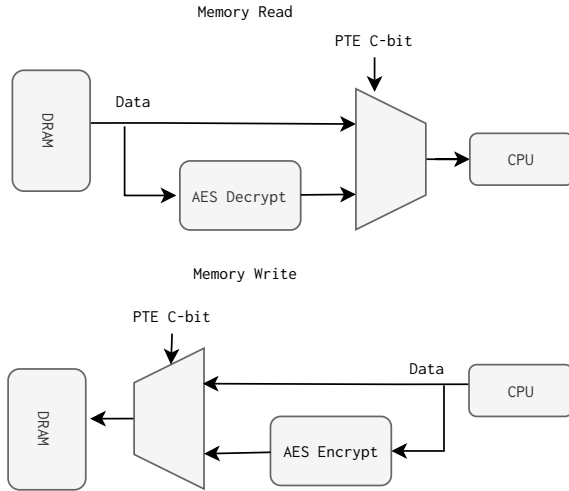 Memory Read
PTE C-bit
Data
DRAM
CPU
AES Decrypt
Memory Write
PTE C-bit
Data
CPU
DRAM
AES Encrypt